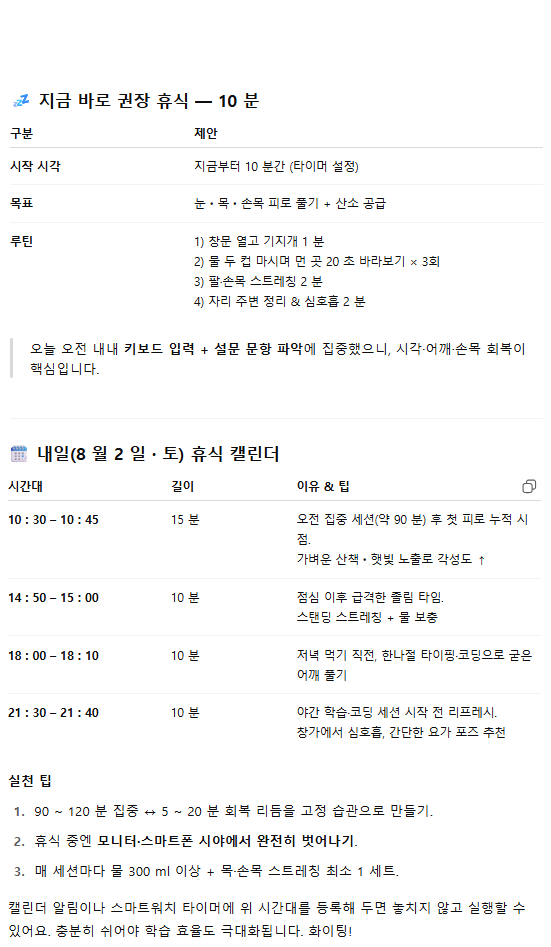 💤 지금 바로 권장 휴식 — 10 분
구분 제안
시작 시각 지금부터 10 분간 (타이머 설정)
목표 눈·목·손목 피로 풀기 + 산소 공급
루틴 1) 창문 열고 기지개 1 분
2) 물 두 컵 마시며 먼 곳 20 초 바라보기 × 3회
3) 팔·손목 스트레칭 2 분
4) 자리 주변 정리 & 심호흡 2 분
오늘 오전 내내 키보드 입력 + 설문 문항 파악에 집중했으니, 시각·어깨·손목 회복이
핵심입니다.
🗓️ 내일(8 월 2 일·토) 휴식 캘린더
시간대 길이 이유 & 팁
10 : 30 – 10 : 45 15 분 오전 집중 세션(약 90 분) 후 첫 피로 누적 시
점.
가벼운 산책·햇빛 노출로 각성도 ↑
14 : 50 – 15 : 00 10 분 점심 이후 급격한 졸림 타임.
스탠딩 스트레칭 + 물 보충
18 : 00 – 18 : 10 10 분 저녁 먹기 직전, 한나절 타이핑·코딩으로 굳은
어깨 풀기
21 : 30 – 21 : 40 10 분 야간 학습·코딩 세션 시작 전 리프레시.
창가에서 심호흡, 간단한 요가 포즈 추천
실천 팁
1. 90 ~ 120 분 집중 ↔ 5 ~ 20 분 회복 리듬을 고정 습관으로 만들기.
2. 휴식 중엔 모니터·스마트폰 시야에서 완전히 벗어나기.
3. 매 세션마다 물 300 ml 이상 + 목·손목 스트레칭 최소 1 세트.
캘린더 알림이나 스마트워치 타이머에 위 시간대를 등록해 두면 놓치지 않고 실행할 수
있어요. 충분히 쉬어야 학습 효율도 극대화됩니다. 화이팅!